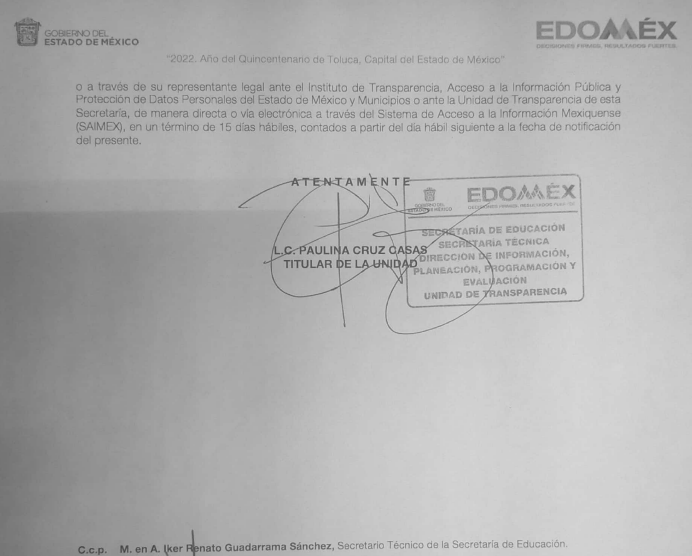 GOBIERNO DEL
ESTADO DE MÉXICO
EDOMÉX
DECISIONES FIRMES, RESULTADOS FUERTES.
"2022. Año del Quincentenario de Toluca, Capital del Estado de México"
o a través de su representante legal ante el Instituto de Transparencia, Acceso a la Información Pública y
Protección de Datos Personales del Estado de México y Municipios o ante la Unidad de Transparencia de esta
Secretaría, de manera directa o vía electrónica a través del Sistema de Acceso a la Información Mexiquense
(SAIMEX), en un término de 15 días hábiles, contados a partir del día hábil siguiente a la fecha de notificación
del presente.
ATENTAMENTE
L.C. PAULINA CRUZ CASAS
TITULAR DE LA UNIDAD
GOBIERNO DEL
ESTADO DE MÉXICO
EDOMÉX
DECISIONES FIRMES, RESULTADOS FUERTES.
SECRETARÍA DE EDUCACIÓN
SECRETARÍA TÉCNICA
DIRECCIÓN DE INFORMACIÓN,
PLANEACIÓN, PROGRAMACIÓN Y
EVALUACIÓN
UNIDAD DE TRANSPARENCIA
C.c.p. M. en A. Iker Renato Guadarrama Sánchez, Secretario Técnico de la Secretaría de Educación.